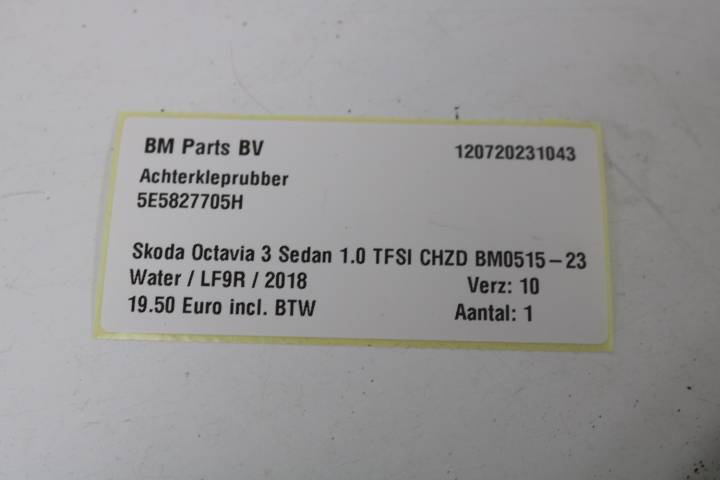 BM Parts BV 120720231043
Achterkleprubber
5E5827705H
Skoda Octavia 3 Sedan 1.0 TFSI CHZD BM0515-23
Water / LF9R / 2018 Verz: 10
19.50 Euro incl. BTW Aantal: 1